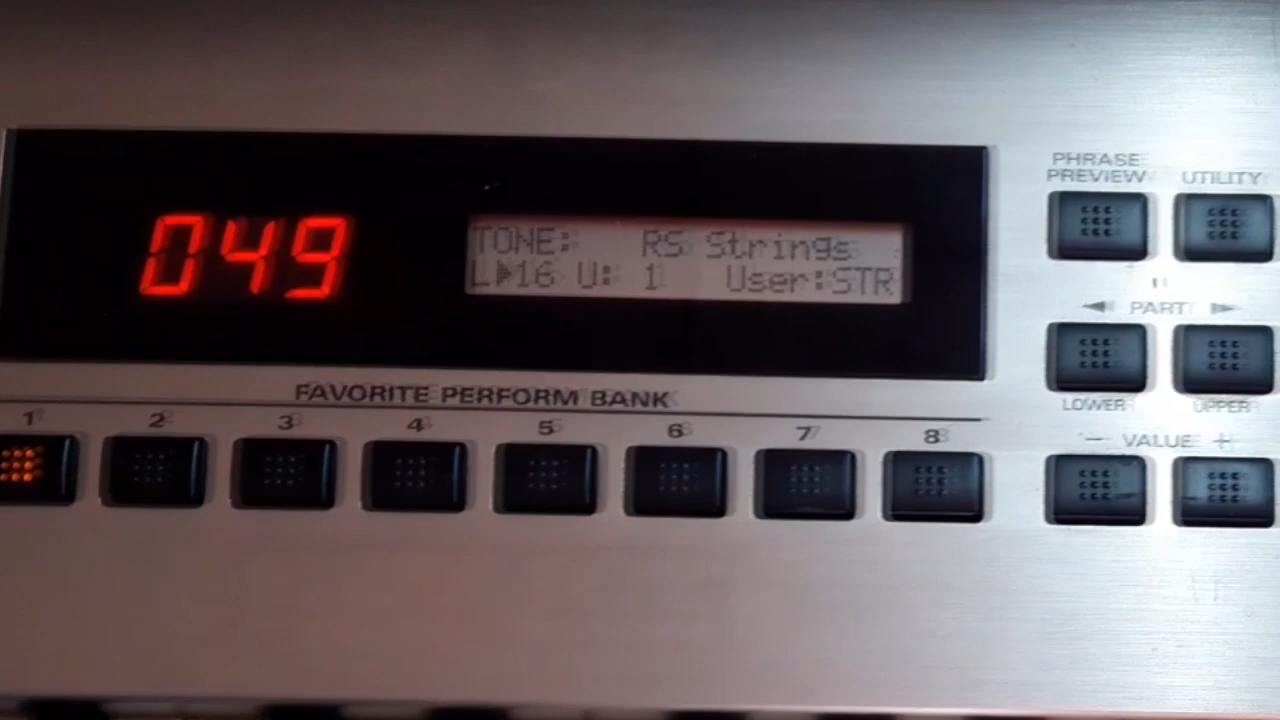 PHRASE
PREVIEW
UTILITY
049
TONE: RS Strings
L▶16 U: 1 User:STR
◀ PART ▶
LOWER
UPPER
FAVORITE PERFORM BANK
1 2 3 4 5 6 7 8
− VALUE +